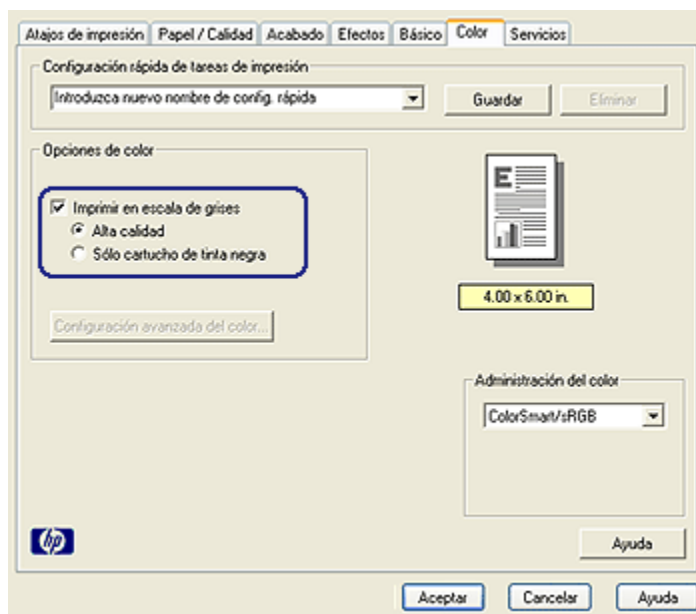 Atajos de impresión Papel / Calidad Acabado Efectos Básico Color Servicios
Configuración rápida de tareas de impresión
Introduzca nuevo nombre de config. rápida Guardar Eliminar
Opciones de color
Imprimir en escala de grises
Alta calidad
Sólo cartucho de tinta negra
Configuración avanzada del color...
E
4.00 x 6.00 in.
Administración del color
ColorSmart/sRGB
hp
Ayuda
Aceptar Cancelar Ayuda